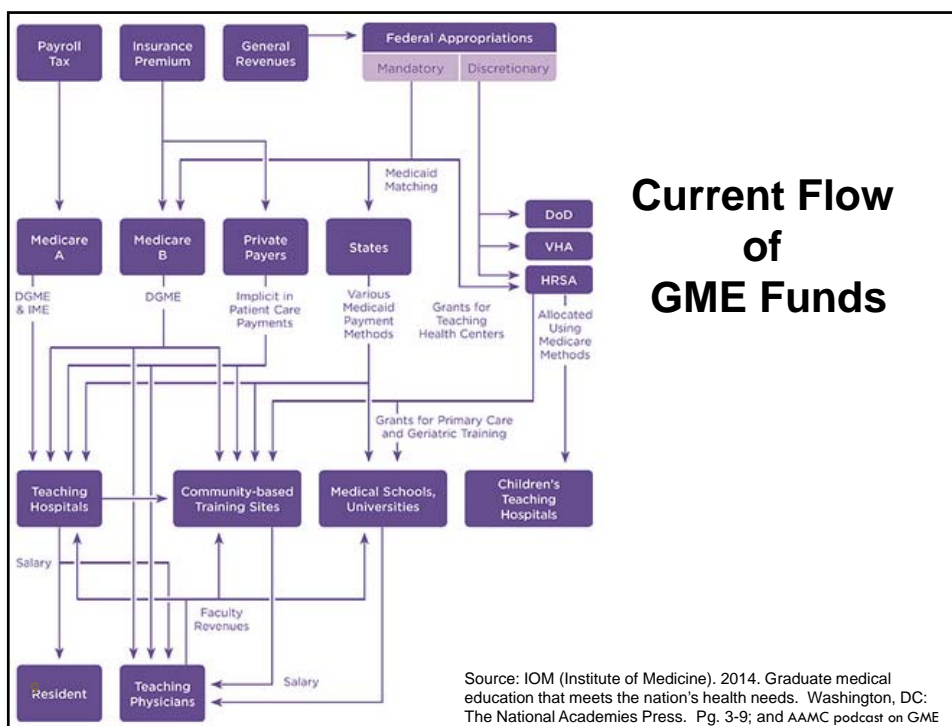 Payroll
Tax
Insurance
Premium
General
Revenues
Federal Appropriations
Mandatory
Discretionary
Medicaid
Matching
DoD
VHA
HRSA
Medicare
A
Medicare
B
Private
Payers
States
DGME
& IME
DGME
Implicit in
Patient Care
Payments
Various
Medicaid
Payment
Methods
Grants for
Teaching
Health Centers
Allocated
Using
Medicare
Methods
Grants for Primary Care
and Geriatric Training
Teaching
Hospitals
Community-based
Training Sites
Medical Schools,
Universities
Children's
Teaching
Hospitals
Salary
Faculty
Revenues
Resident
Teaching
Physicians
Salary
Current Flow
of
GME Funds
Source: IOM (Institute of Medicine). 2014. Graduate medical
education that meets the nation's health needs. Washington, DC:
The National Academies Press. Pg. 3-9; and AAMC podcast on GME